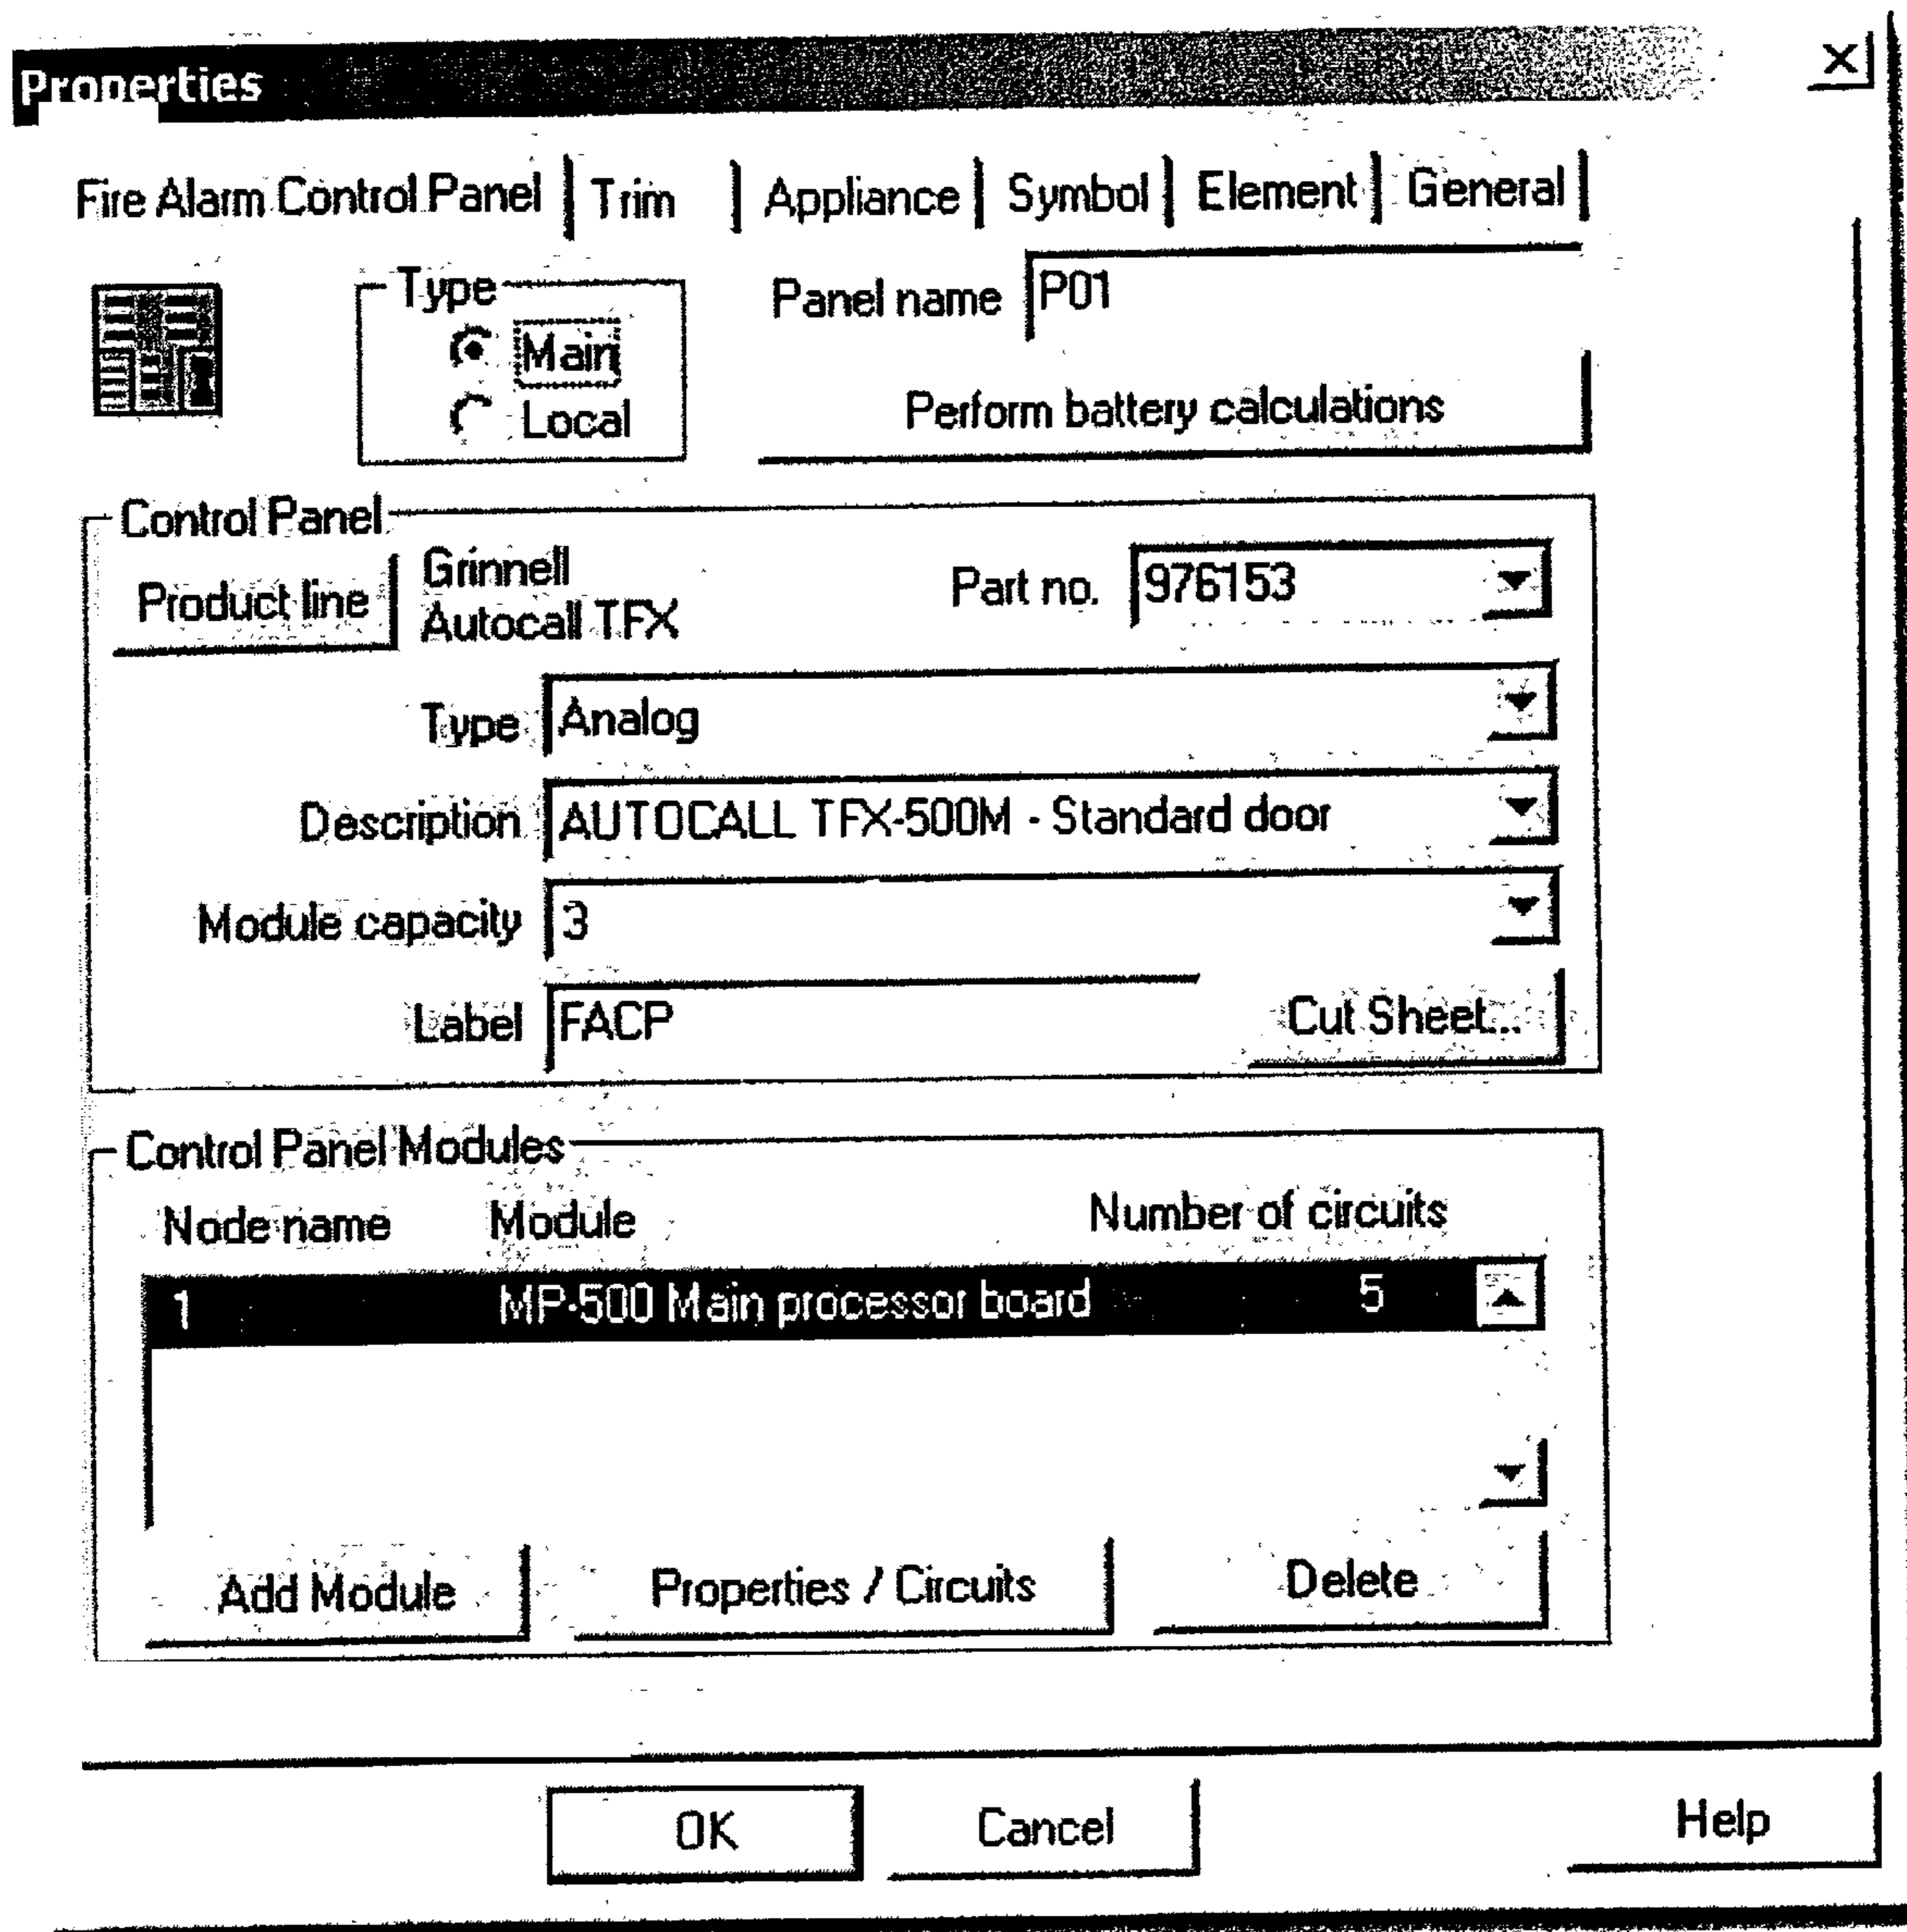 Properties
Fire Alarm Control Panel | Trim | Appliance | Symbol | Element | General
Type
Main
Local
Panel name P01
Perform battery calculations
Control Panel
Product line
Grinnell
Autocall TFX
Part no. 976153
Type Analog
Description AUTOCALL TFX-500M - Standard door
Module capacity 3
Label FACP
Cut Sheet...
Control Panel Modules
Node name Module Number of circuits
1 MP-500 Main processor board 5
Add Module Properties / Circuits Delete
OK Cancel Help